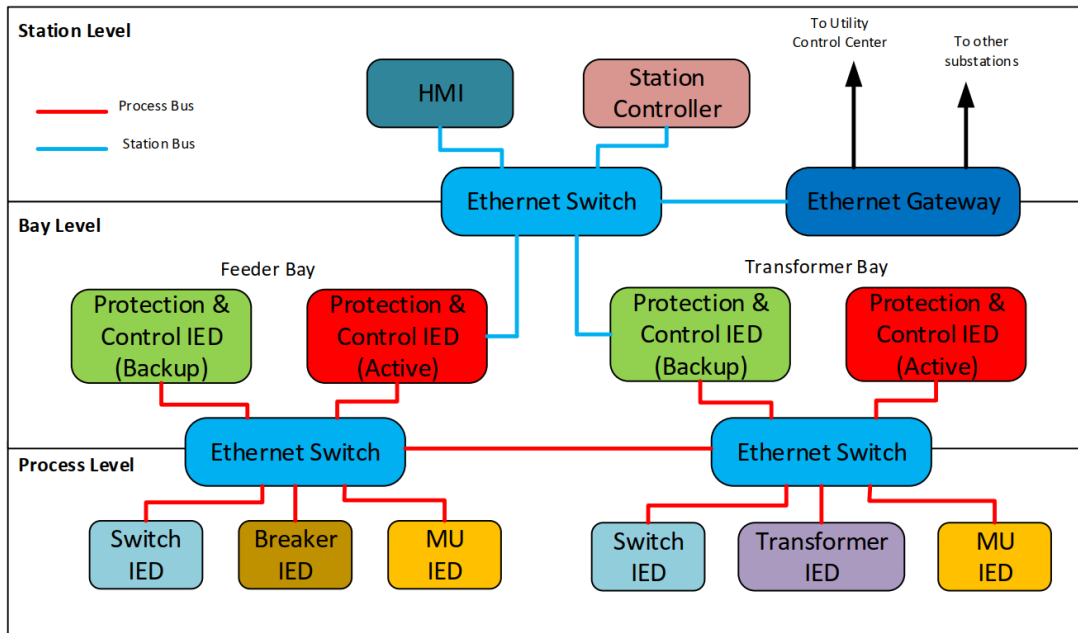 Station Level
To Utility
Control Center
To other
substations
HMI
Station
Controller
Process Bus
Station Bus
Ethernet Switch
Ethernet Gateway
Bay Level
Feeder Bay
Transformer Bay
Protection &
Control IED
(Backup)
Protection &
Control IED
(Active)
Protection &
Control IED
(Backup)
Protection &
Control IED
(Active)
Ethernet Switch
Ethernet Switch
Process Level
Switch
IED
Breaker
IED
MU
IED
Switch
IED
Transformer
IED
MU
IED